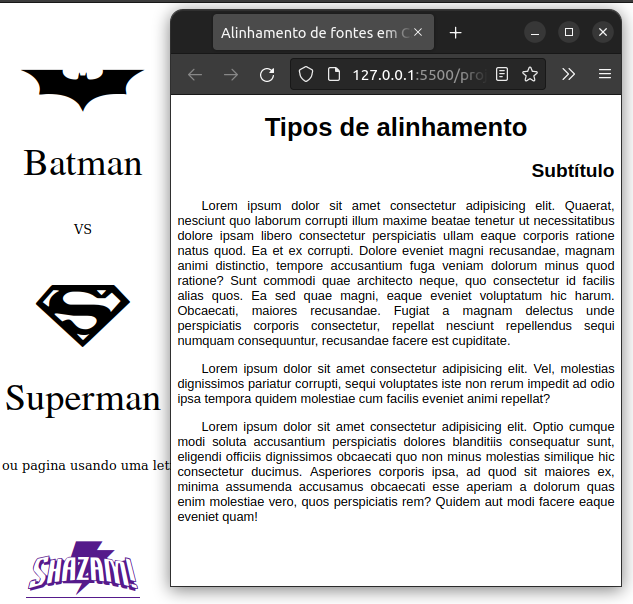 Batman
VS
Superman
ou pagina usando uma let
SHAZAM!
Alinhamento de fontes em C
127.0.0.1:5500/pro
Tipos de alinhamento
Subtítulo
Lorem ipsum dolor sit amet consectetur adipisicing elit. Quaerat,
nesciunt quo laborum corrupti illum maxime beatae tenetur ut necessitatibus
dolore ipsam libero consectetur perspiciatis ullam eaque corporis ratione
natus quod. Ea et ex corrupti. Dolore eveniet magni recusandae, magnam
animi distinctio, tempore accusantium fuga veniam dolorum minus quod
ratione? Sunt commodi quae architecto neque, quo consectetur id facilis
alias quos. Ea sed quae magni, eaque eveniet voluptatum hic harum.
Obcaecati, maiores recusandae. Fugiat a magnam delectus unde
perspiciatis corporis consectetur, repellat nesciunt repellendus sequi
numquam consequuntur, recusandae facere est cupiditate.
Lorem ipsum dolor sit amet consectetur adipisicing elit. Vel, molestias
dignissimos pariatur corrupti, sequi voluptates iste non rerum impedit ad odio
ipsa tempora quidem molestiae cum facilis eveniet animi repellat?
Lorem ipsum dolor sit amet consectetur adipisicing elit. Optio cumque
modi soluta accusantium perspiciatis dolores blanditiis consequatur sunt,
eligendi officiis dignissimos obcaecati quo non minus molestias similique hic
consectetur ducimus. Asperiores corporis ipsa, ad quod sit maiores ex,
minima assumenda accusamus obcaecati esse aperiam a dolorum quas
enim molestiae vero, quos perspiciatis rem? Quidem aut modi facere eaque
eveniet quam!